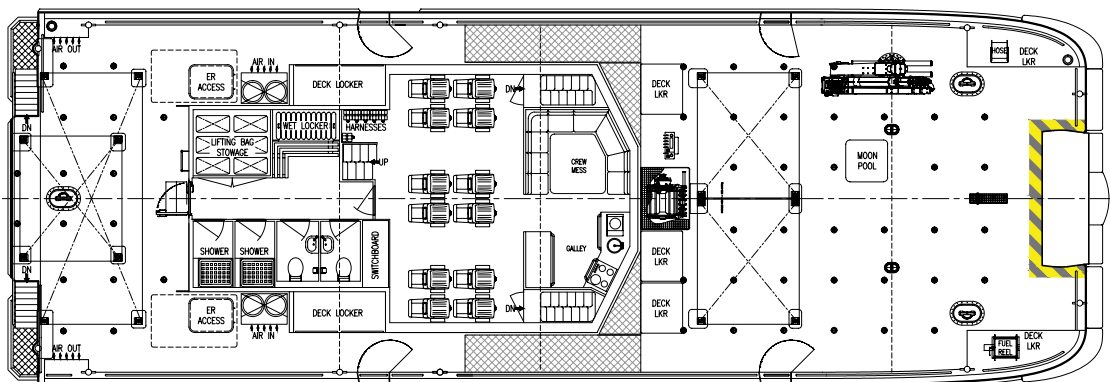 AIR OUT
ER
ACCESS
AIR IN
DECK LOCKER
HOSE
DECK
LKR
DN
DN
DECK
LKR
WET LOCKER
HARNESSES
LIFTING BAG
STOWAGE
UP
CREW
MESS
MOON
POOL
SHOWER
SHOWER
SWITCHBOARD
GALLEY
DECK
LKR
DN
DECK
LKR
DN
ER
ACCESS
AIR IN
DECK LOCKER
AIR OUT
FUEL
REEL
DECK
LKR